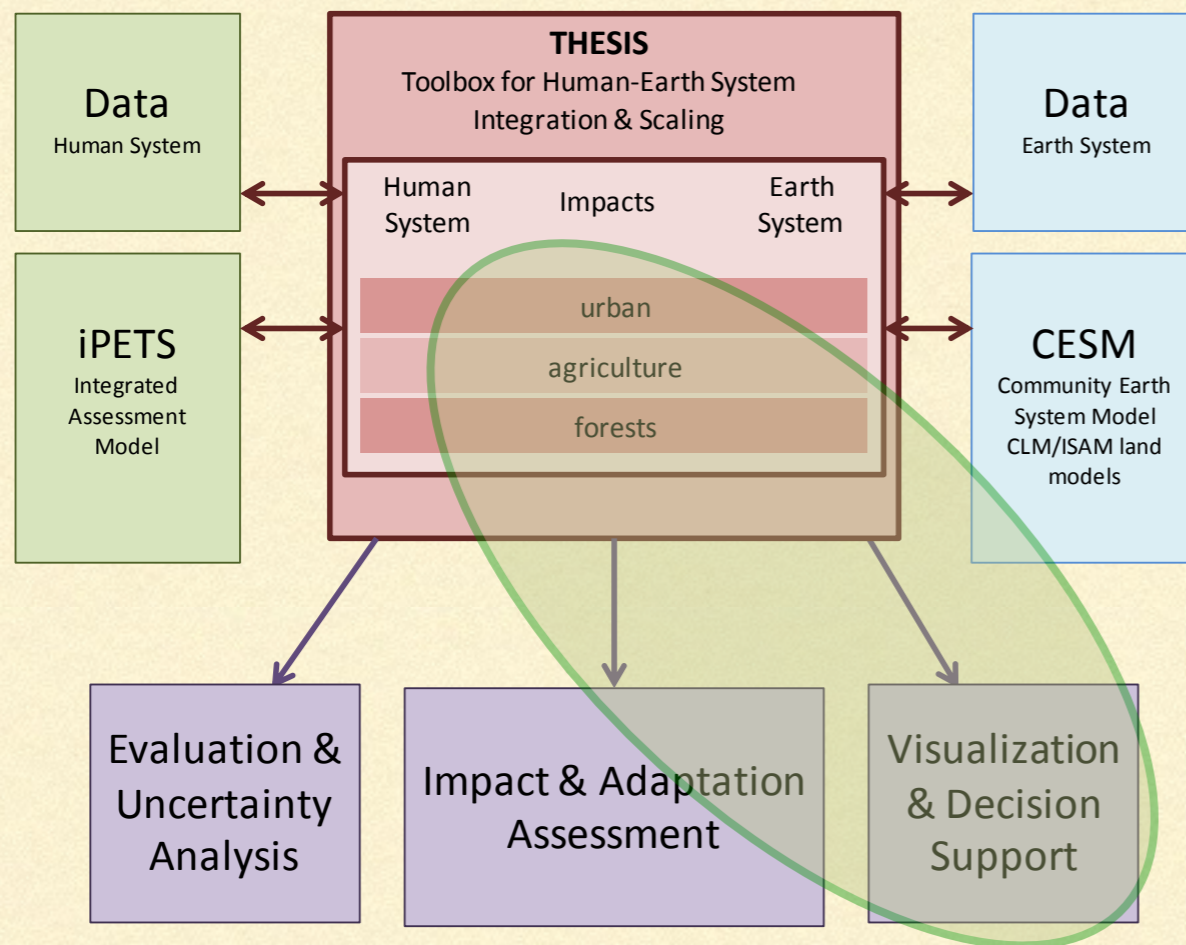 Data
Human System
THESIS
Toolbox for Human-Earth System
Integration & Scaling
Data
Earth System
Human
System
Impacts
Earth
System
urban
agriculture
forests
iPETS
Integrated
Assessment
Model
CESM
Community Earth
System Model
CLM/ISAM land
models
Evaluation &
Uncertainty
Analysis
Impact & Adaptation
Assessment
Visualization
& Decision
Support